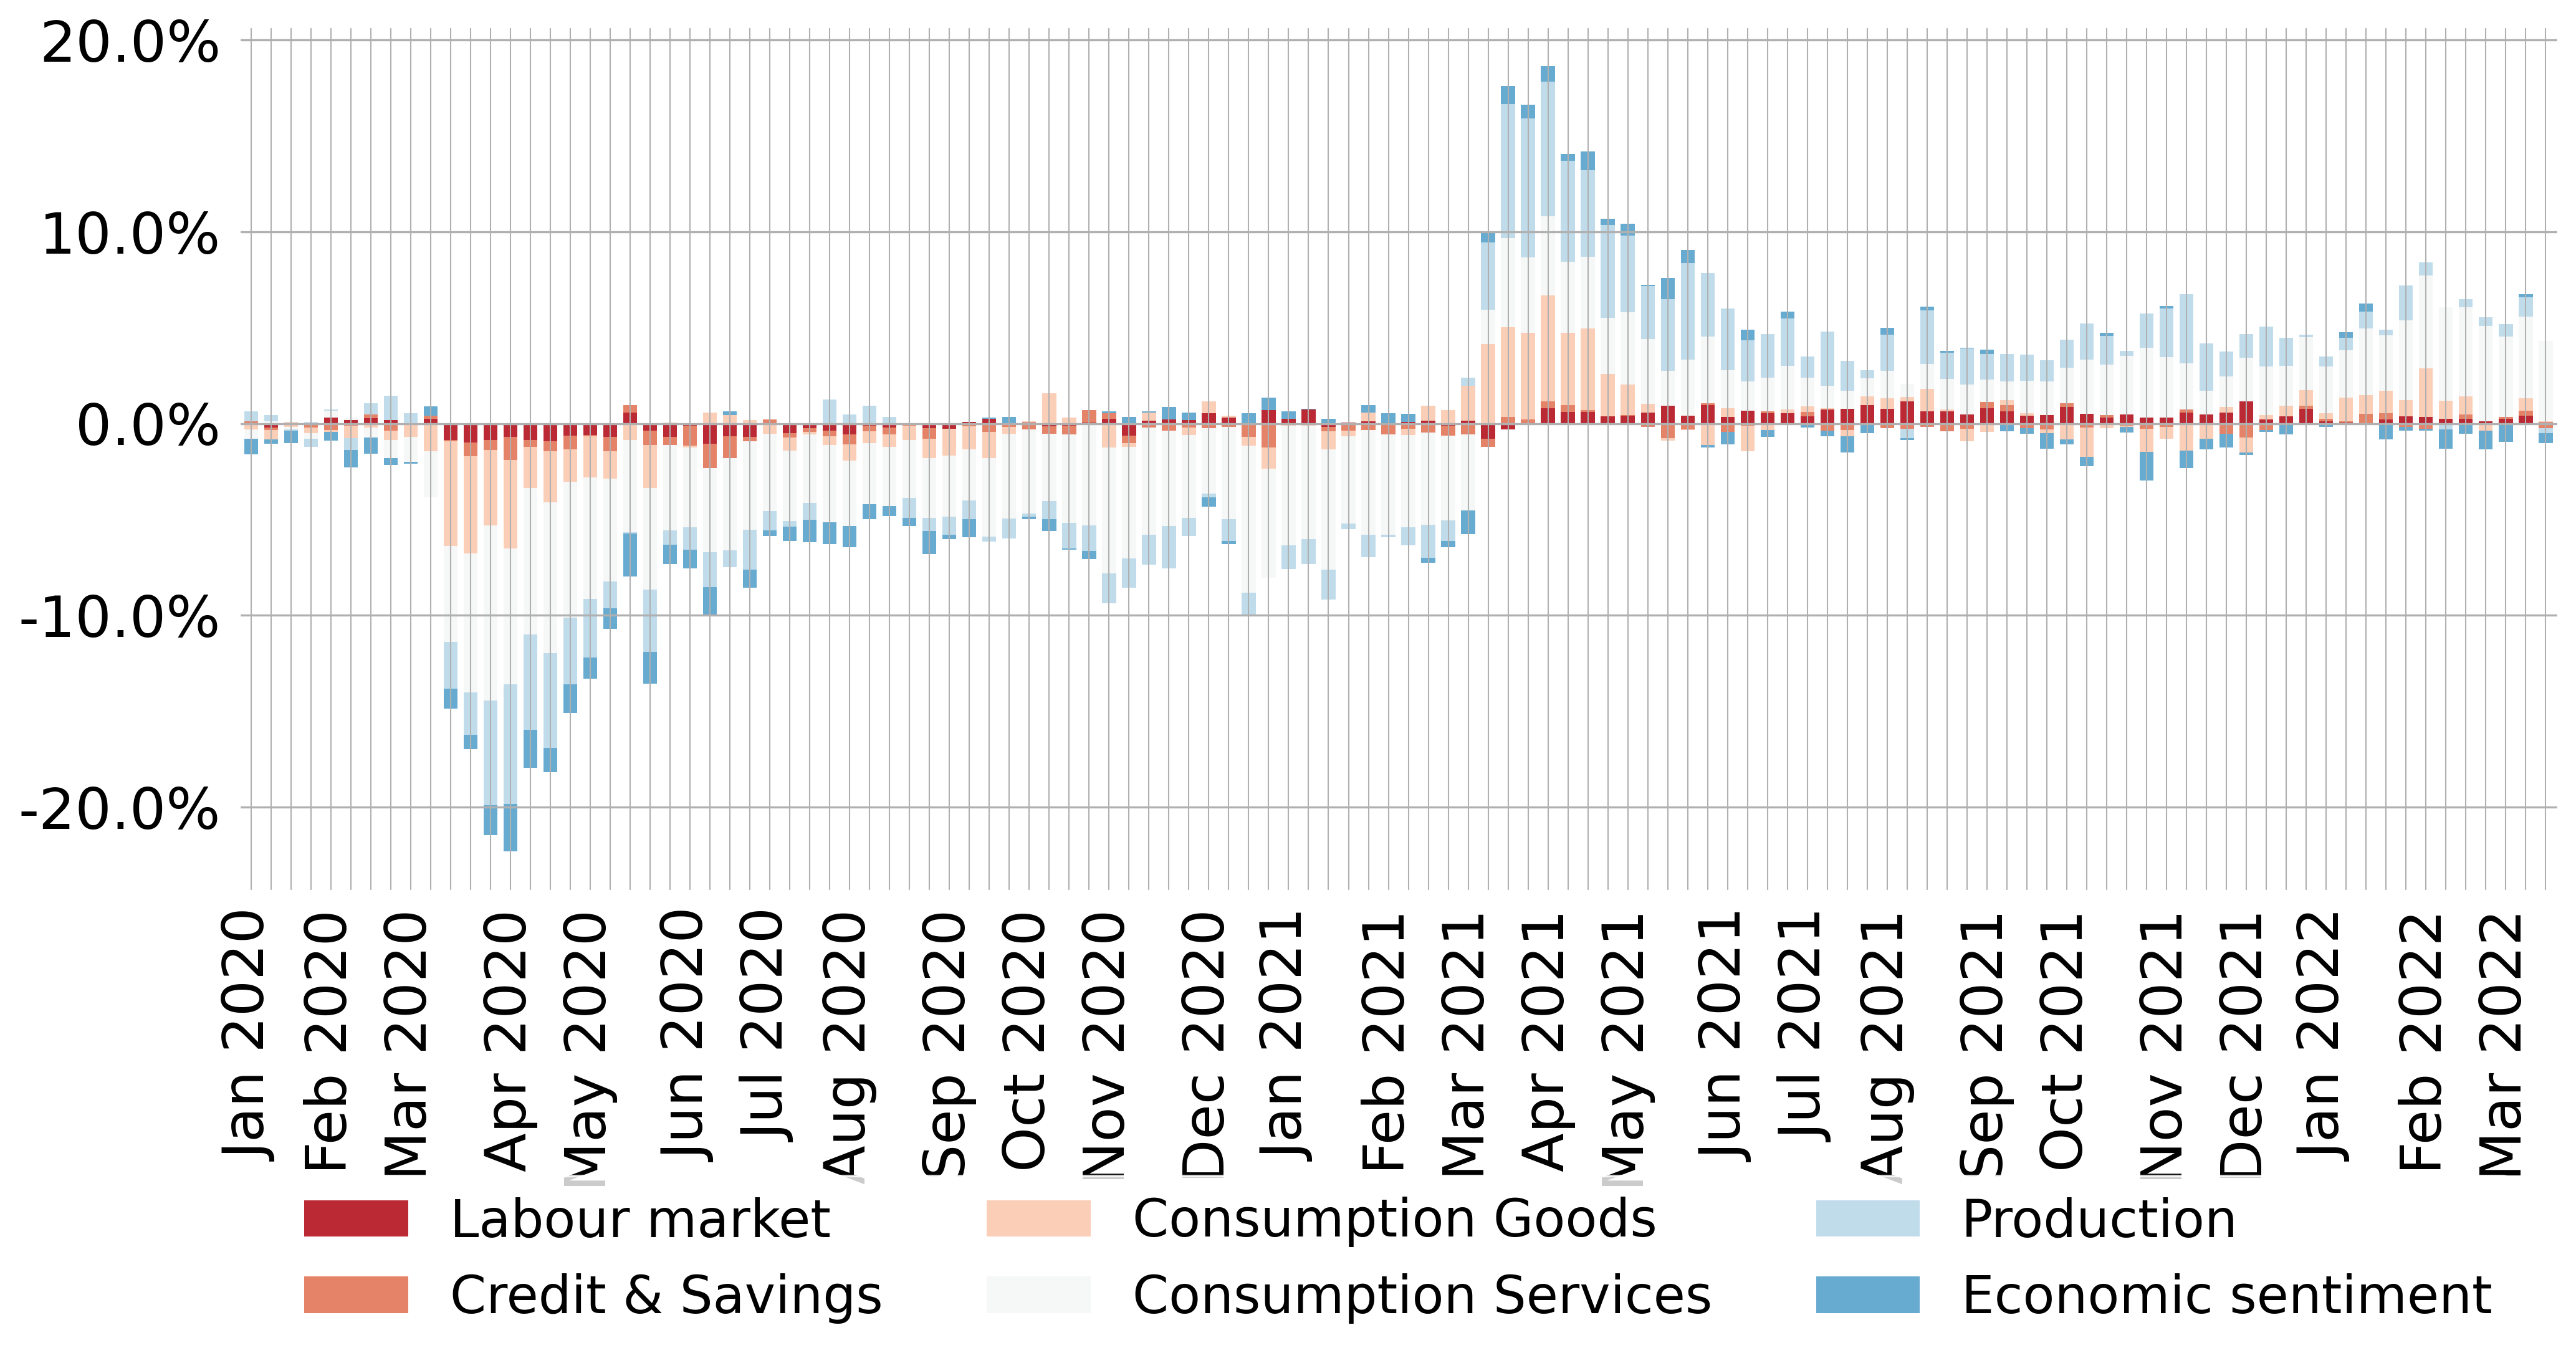 20.0%
10.0%
0.0%
-10.0%
-20.0%
Jan 2020
Feb 2020
Mar 2020
Apr 2020
May 2020
Jun 2020
Jul 2020
Aug 2020
Sep 2020
Oct 2020
Nov 2020
Dec 2020
Jan 2021
Feb 2021
Mar 2021
Apr 2021
May 2021
Jun 2021
Jul 2021
Aug 2021
Sep 2021
Oct 2021
Nov 2021
Dec 2021
Jan 2022
Feb 2022
Mar 2022
Labour market
Credit & Savings
Consumption Goods
Consumption Services
Production
Economic sentiment